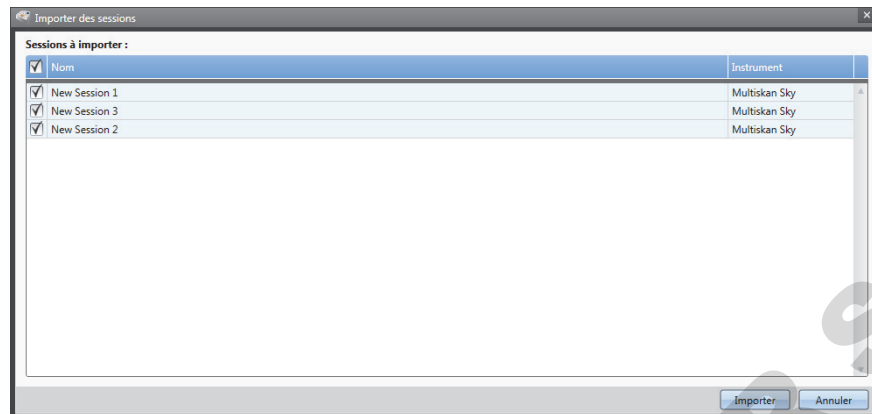 Importer des sessions
Sessions à importer :
Nom Instrument
New Session 1 Multiskan Sky
New Session 3 Multiskan Sky
New Session 2 Multiskan Sky
Importer Annuler